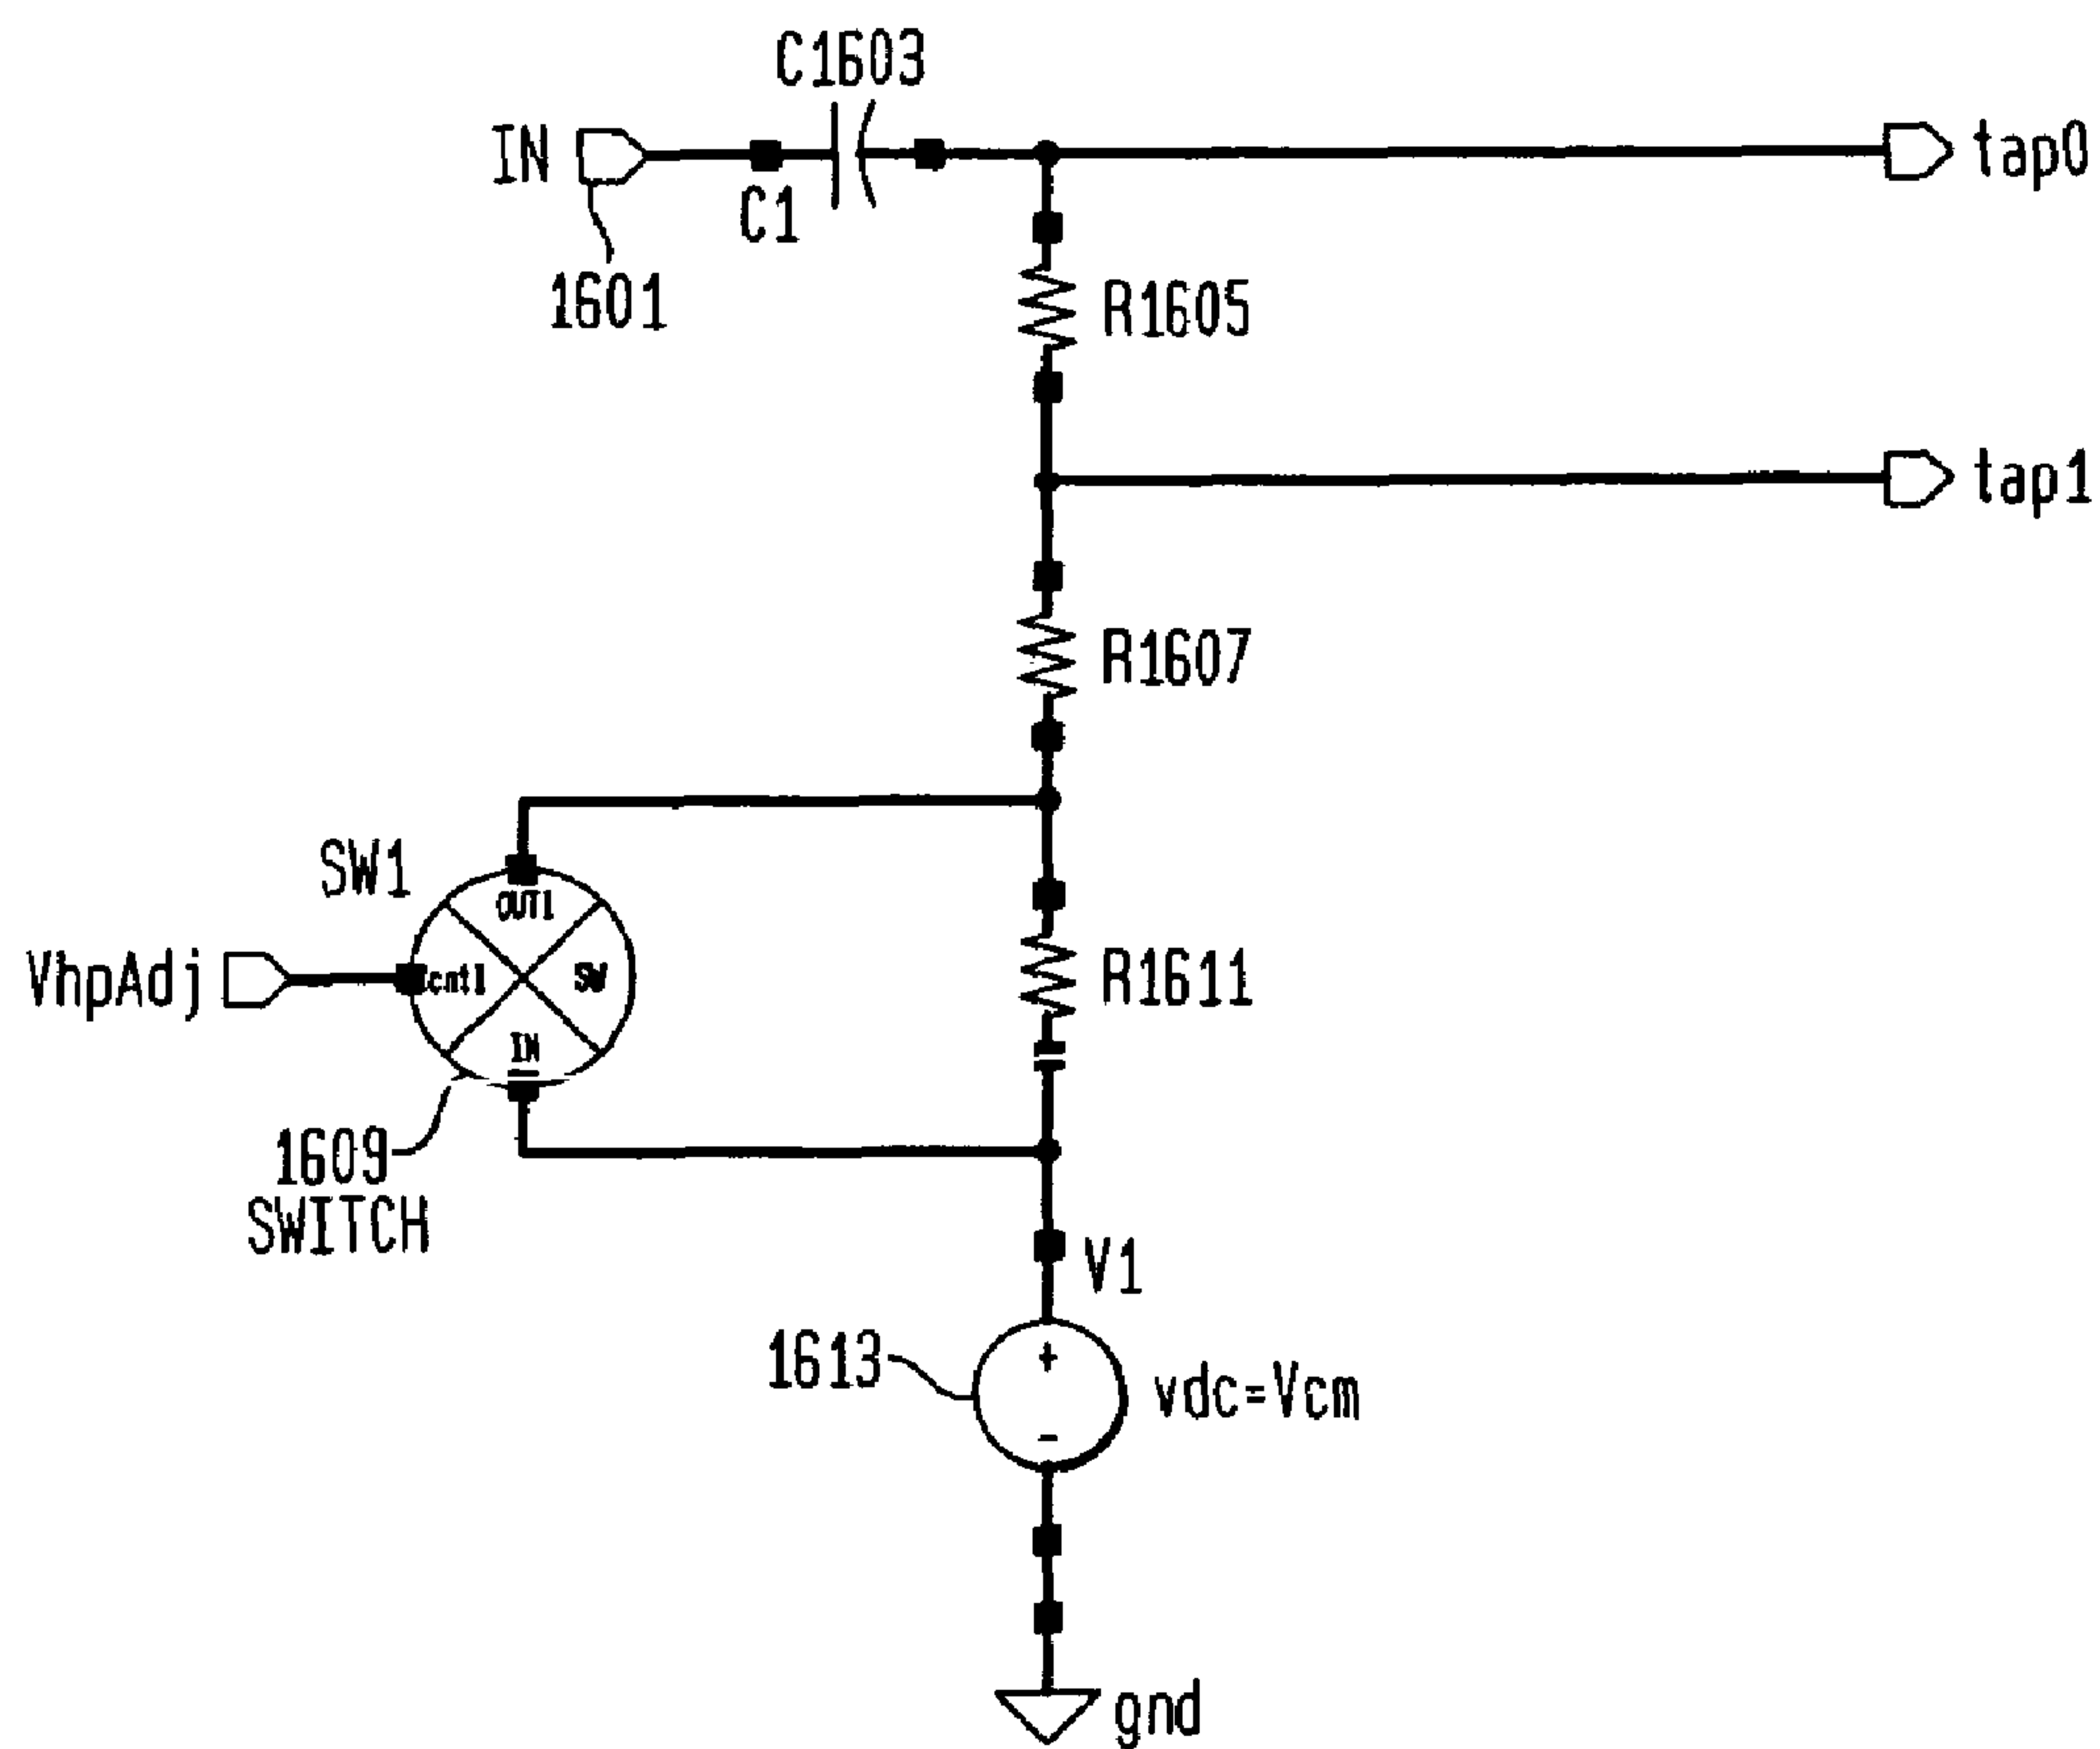 C1603
IN
tap0
C1
1601
R1605
tap1
R1607
SW1
OUT1
VhpAdj
cntl
SW
R1611
IN
1609
SWITCH
V1
+
1613
vdc=Vcm
-
gnd